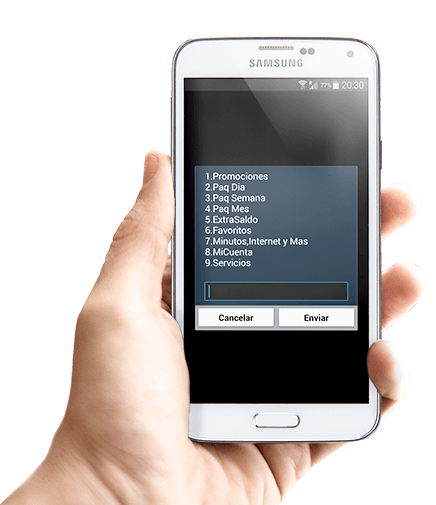 SAMSUNG
77% 20:30
1.Promociones
2.Paq Dia
3.Paq Semana
4.Paq Mes
5.ExtraSaldo
6.Favoritos
7.Minutos,Internet y Mas
8.MiCuenta
9.Servicios
Cancelar Enviar